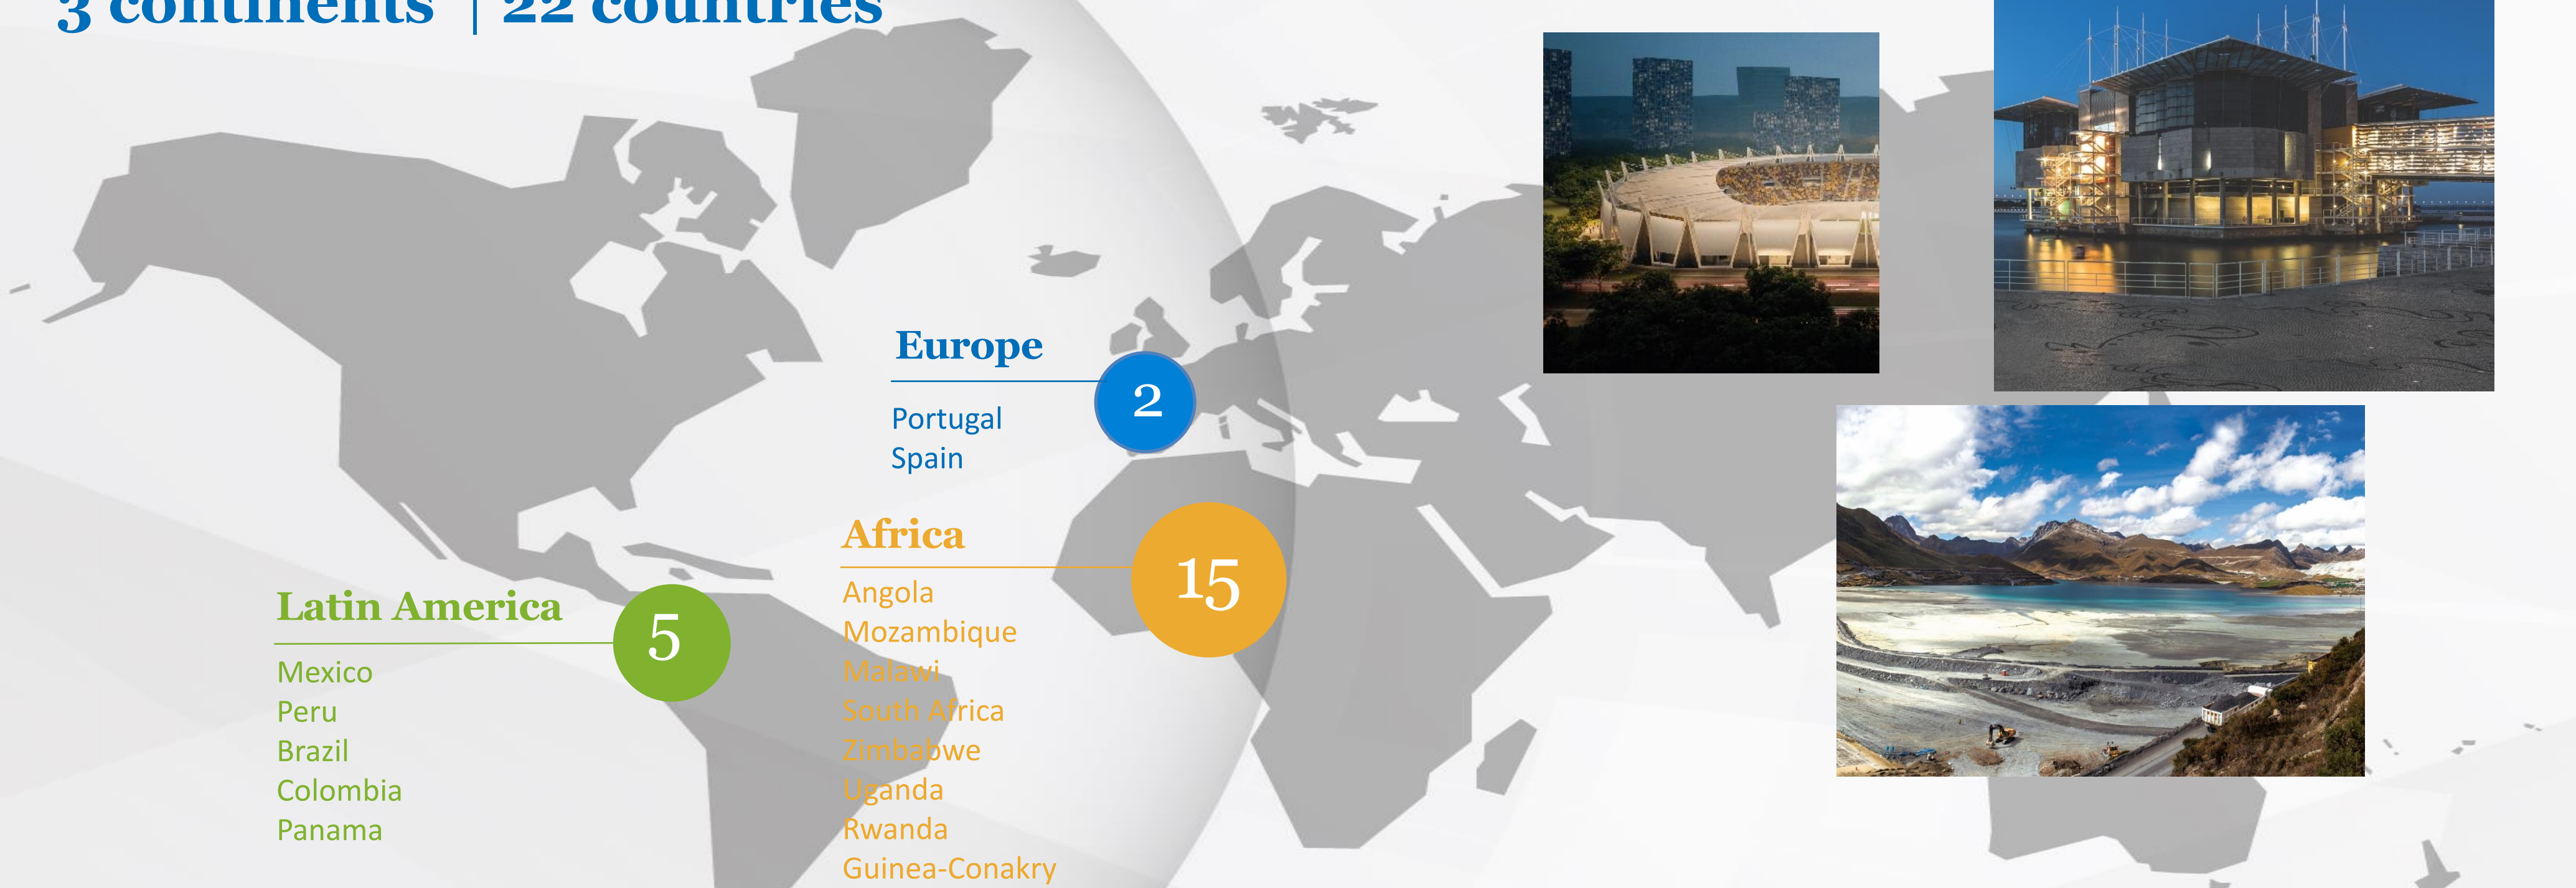 3 continents | 22 countries
Europe
2
Portugal
Spain
Africa
15
Angola
Mozambique
Malawi
South Africa
Zimbabwe
Uganda
Rwanda
Guinea-Conakry
Latin America
5
Mexico
Peru
Brazil
Colombia
Panama